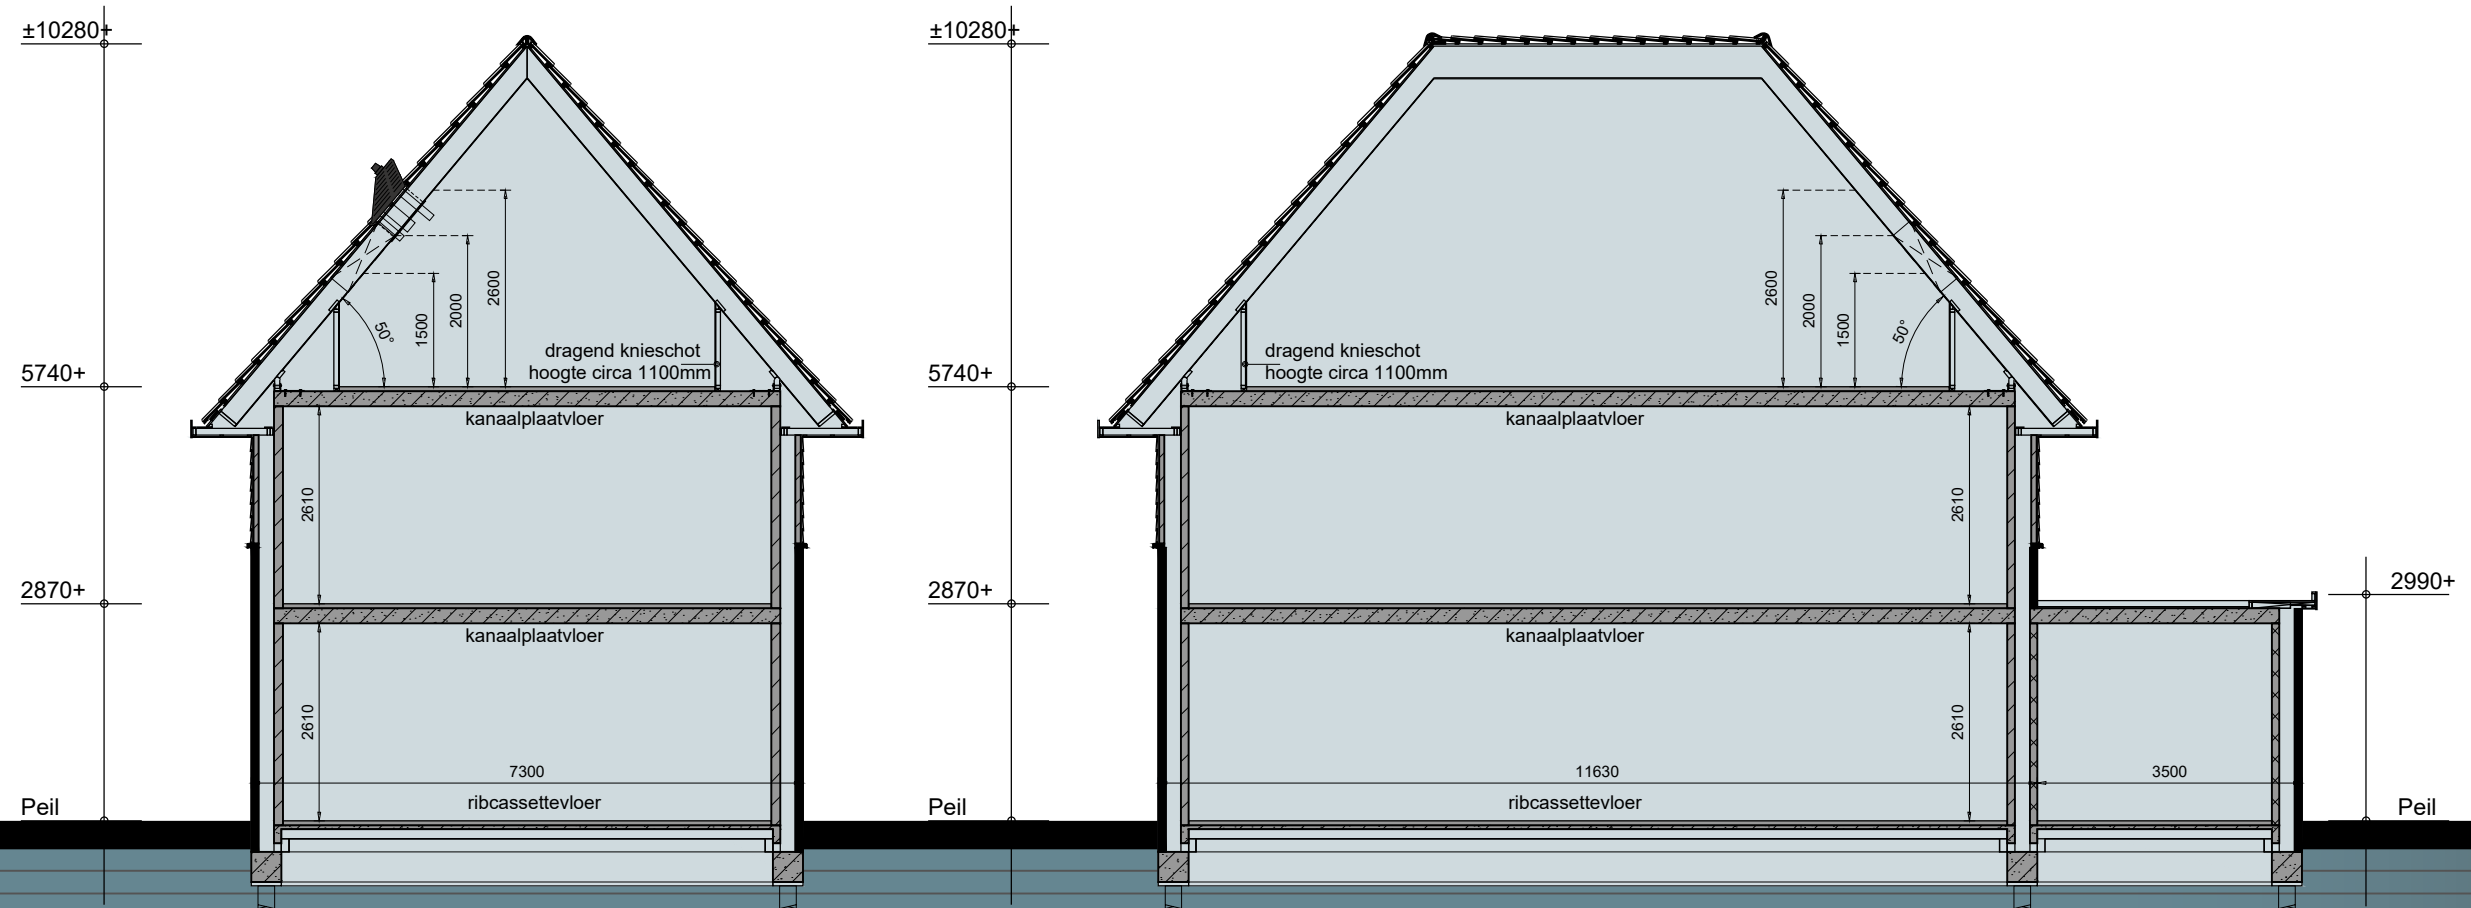 ±10280+
5740+
2870+
Peil
2600
2000
1500
50°
dragend knieschot
hoogte circa 1100mm
kanaalplaatvloer
2610
kanaalplaatvloer
2610
7300
ribcassettevloer
±10280+
5740+
2870+
Peil
2600
2000
1500
50°
dragend knieschot
hoogte circa 1100mm
kanaalplaatvloer
2610
kanaalplaatvloer
2610
11630
ribcassettevloer
3500
2990+
Peil